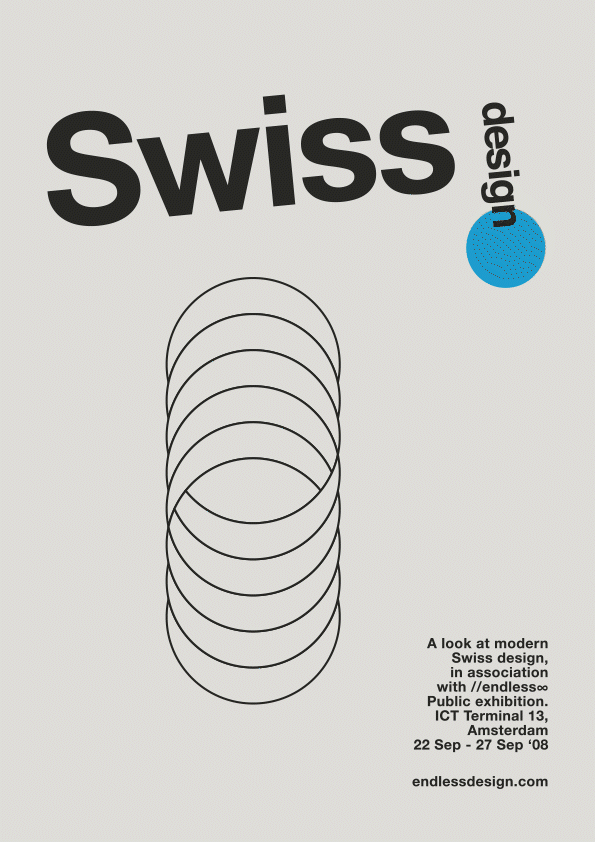 Swiss
design
A look at modern
Swiss design,
in association
with //endless∞
Public exhibition.
ICT Terminal 13,
Amsterdam
22 Sep - 27 Sep ‘08
endlessdesign.com